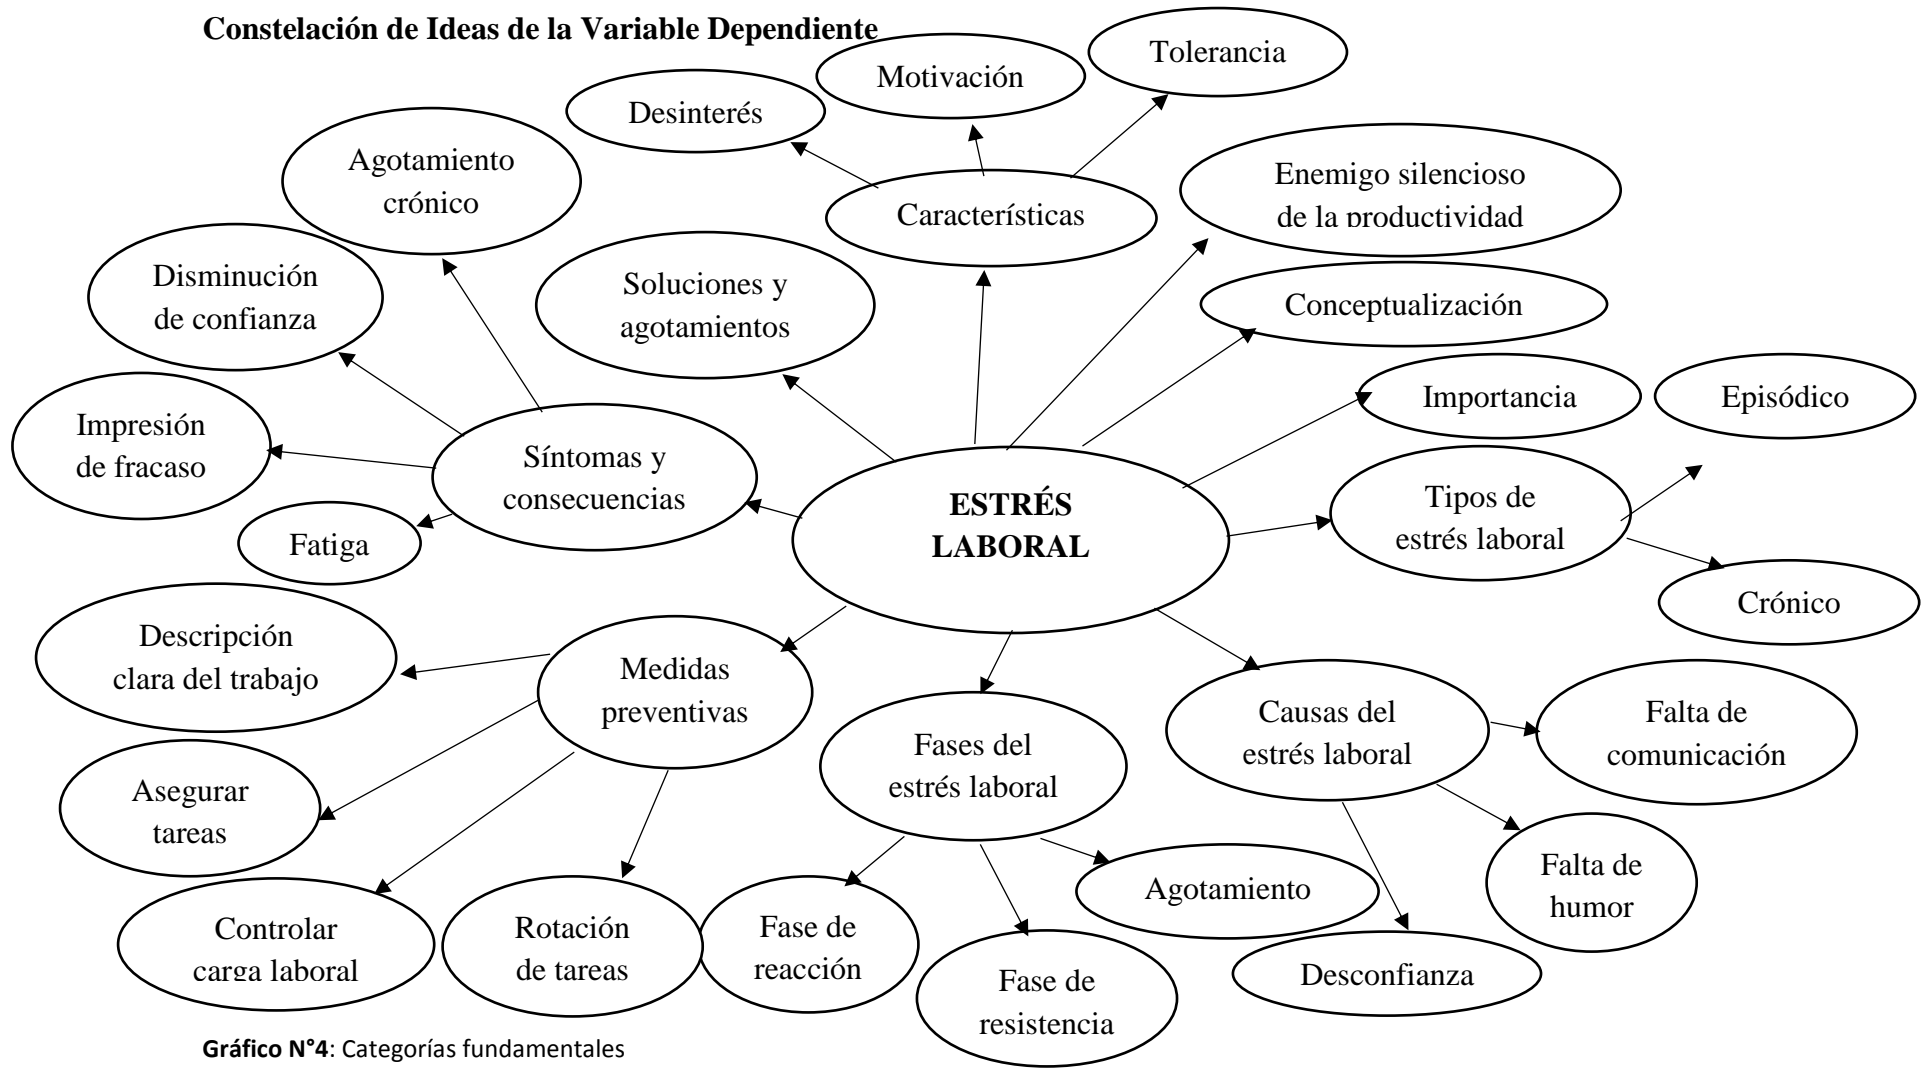 Constelación de Ideas de la Variable Dependiente
Tolerancia
Motivación
Desinterés
Agotamiento
crónico
Características
Enemigo silencioso
de la productividad
Disminución
de confianza
Soluciones y
agotamientos
Conceptualización
Importancia
Episódico
Impresión
de fracaso
Síntomas y
consecuencias
ESTRÉS
LABORAL
Tipos de
estrés laboral
Fatiga
Crónico
Descripción
clara del trabajo
Medidas
preventivas
Fases del
estrés laboral
Causas del
estrés laboral
Falta de
comunicación
Asegurar
tareas
Agotamiento
Falta de
humor
Controlar
carga laboral
Rotación
de tareas
Fase de
reacción
Fase de
resistencia
Desconfianza
Gráfico N°4: Categorías fundamentales